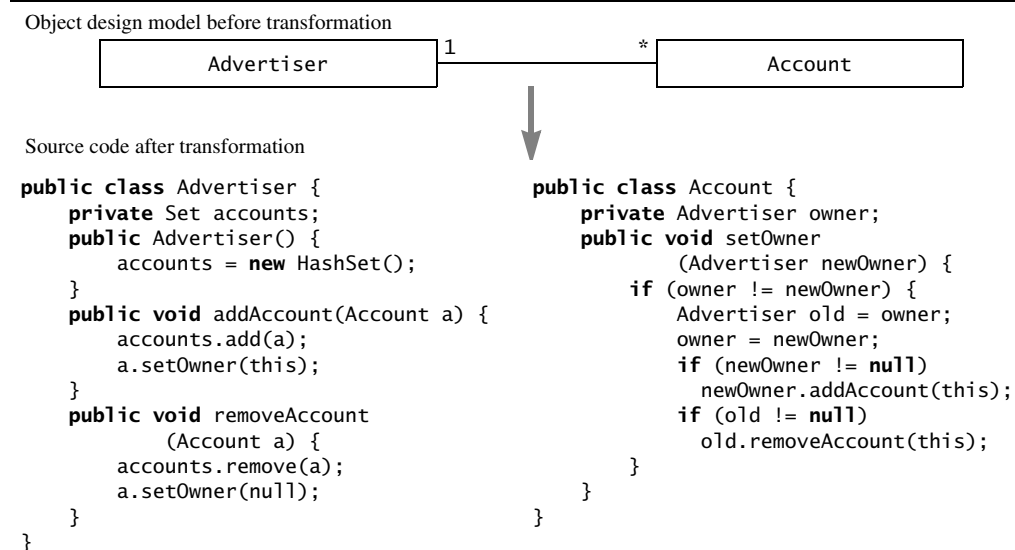 Object design model before transformation
Advertiser
1
*
Account
Source code after transformation
public class Advertiser {
    private Set accounts;
    public Advertiser() {
        accounts = new HashSet();
    }
    public void addAccount(Account a) {
        accounts.add(a);
        a.setOwner(this);
    }
    public void removeAccount
            (Account a) {
        accounts.remove(a);
        a.setOwner(null);
    }
}
public class Account {
    private Advertiser owner;
    public void setOwner
            (Advertiser newOwner) {
        if (owner != newOwner) {
            Advertiser old = owner;
            owner = newOwner;
            if (newOwner != null)
              newOwner.addAccount(this);
            if (old != null)
              old.removeAccount(this);
        }
    }
}